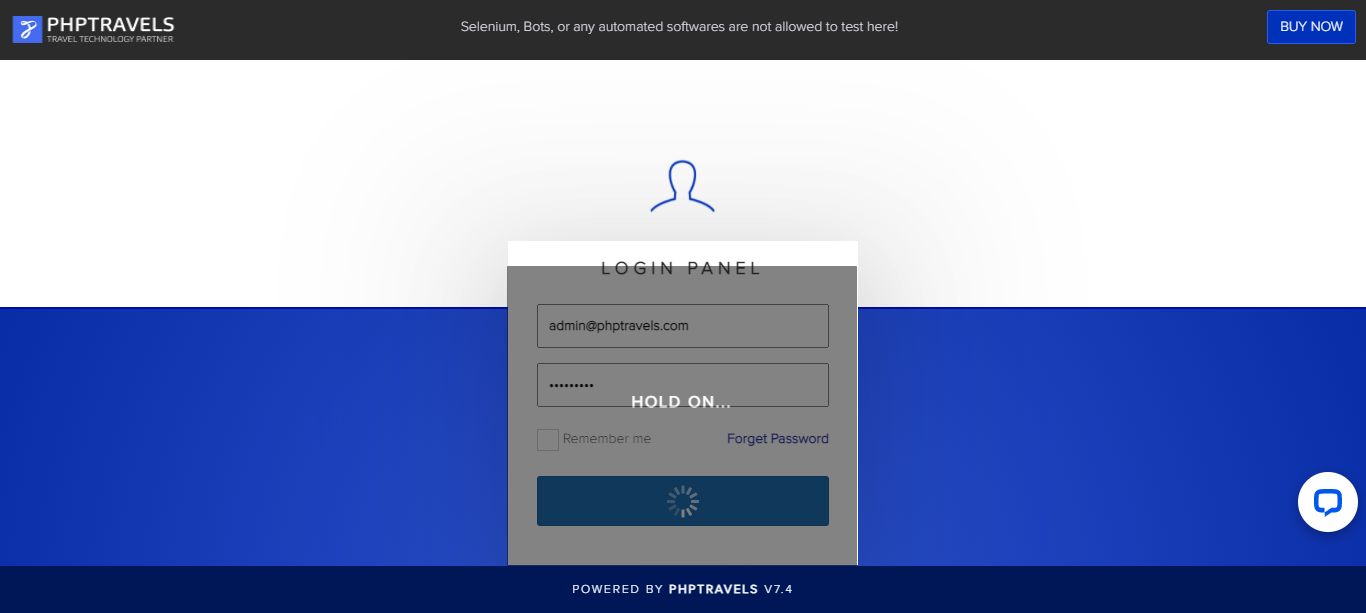 PHPTRAVELS
TRAVEL TECHNOLOGY PARTNER
Selenium, Bots, or any automated softwares are not allowed to test here!
BUY NOW
LOGIN PANEL
admin@phptravels.com
•••••••••
HOLD ON...
Remember me
Forget Password
POWERED BY PHPTRAVELS V7.4